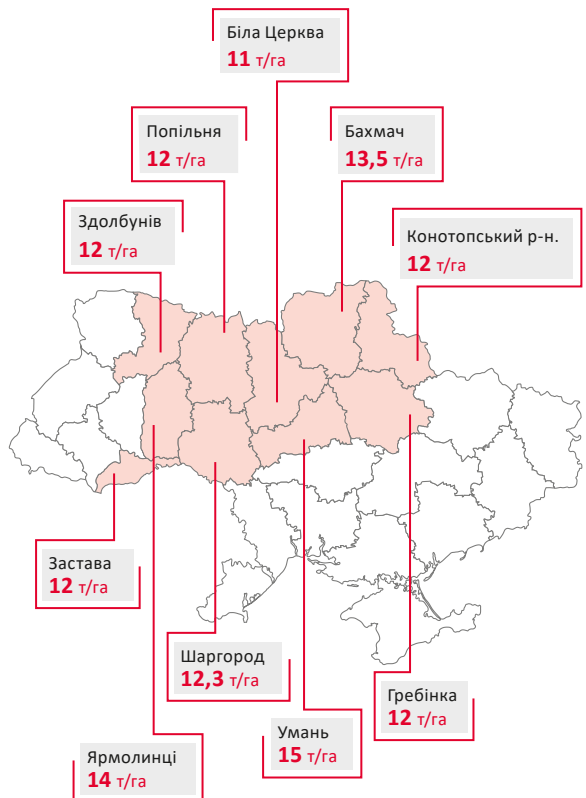 Біла Церква
11 т/га
Попільня
12 т/га
Бахмач
13,5 т/га
Здолбунів
12 т/га
Конотопський р-н.
12 т/га
Застава
12 т/га
Шаргород
12,3 т/га
Гребінка
12 т/га
Умань
15 т/га
Ярмолинці
14 т/га